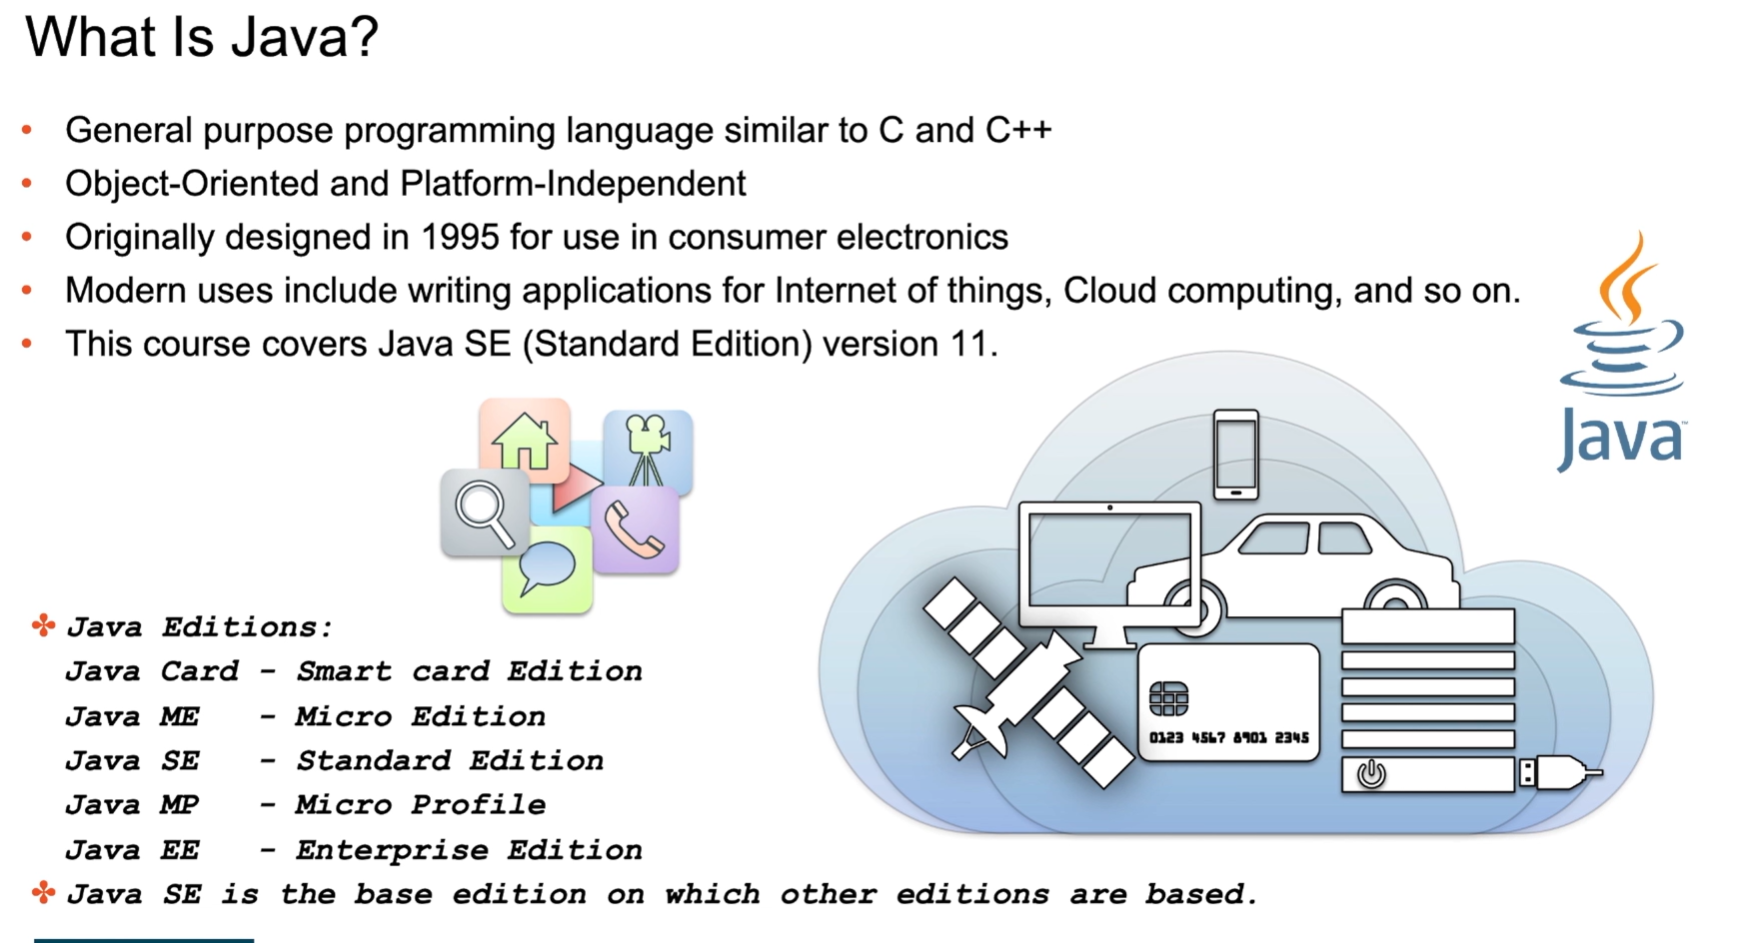 What Is Java?
• General purpose programming language similar to C and C++
• Object-Oriented and Platform-Independent
• Originally designed in 1995 for use in consumer electronics
• Modern uses include writing applications for Internet of things, Cloud computing, and so on.
• This course covers Java SE (Standard Edition) version 11.
Java™
0123 4567 8901 2345
✤ Java Editions:
Java Card - Smart card Edition
Java ME - Micro Edition
Java SE - Standard Edition
Java MP - Micro Profile
Java EE - Enterprise Edition
✤ Java SE is the base edition on which other editions are based.